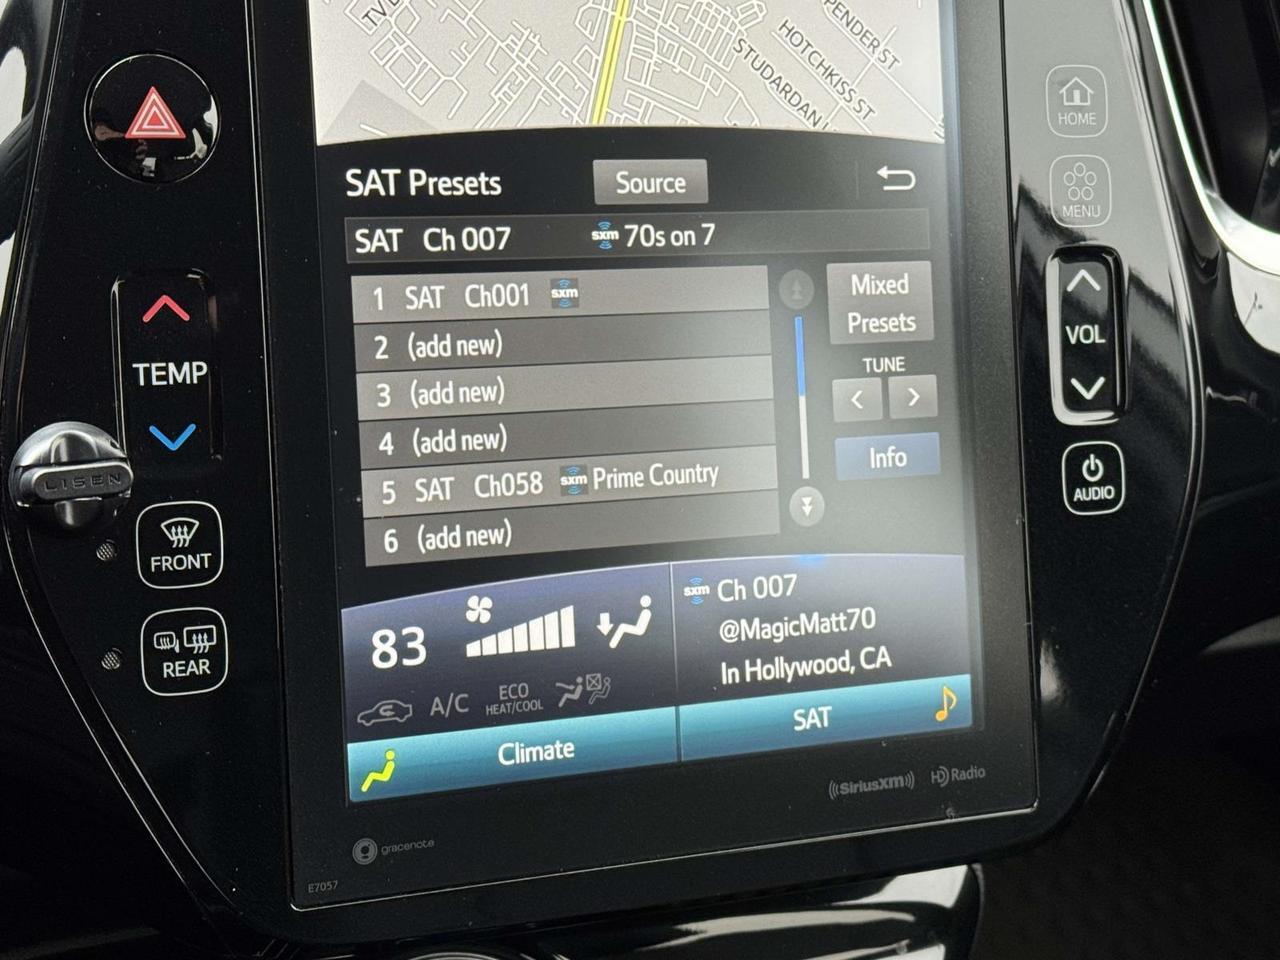 PENDER ST
HOTCHKISS ST
STUDARDAN L
HOME
MENU
SAT Presets
Source
SAT Ch 007 sxm 70s on 7
1 SAT Ch001 sxm
2 (add new)
3 (add new)
4 (add new)
5 SAT Ch058 sxm Prime Country
6 (add new)
Mixed
Presets
TUNE
< >
Info
TEMP
LISEN
FRONT
REAR
VOL
AUDIO
83
A/C
ECO
HEAT/COOL
Climate
sxm Ch 007
@MagicMatt70
In Hollywood, CA
SAT
((SiriusXM)) HD Radio
gracenote
E7057